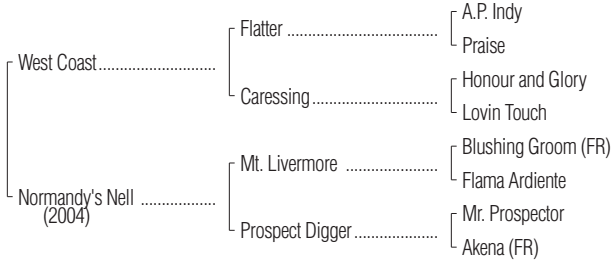 A.P. Indy
Flatter
Praise
West Coast
Honour and Glory
Caressing
Lovin Touch
Blushing Groom (FR)
Mt. Livermore
Flama Ardiente
Normandy's Nell
(2004)
Mr. Prospector
Prospect Digger
Akena (FR)